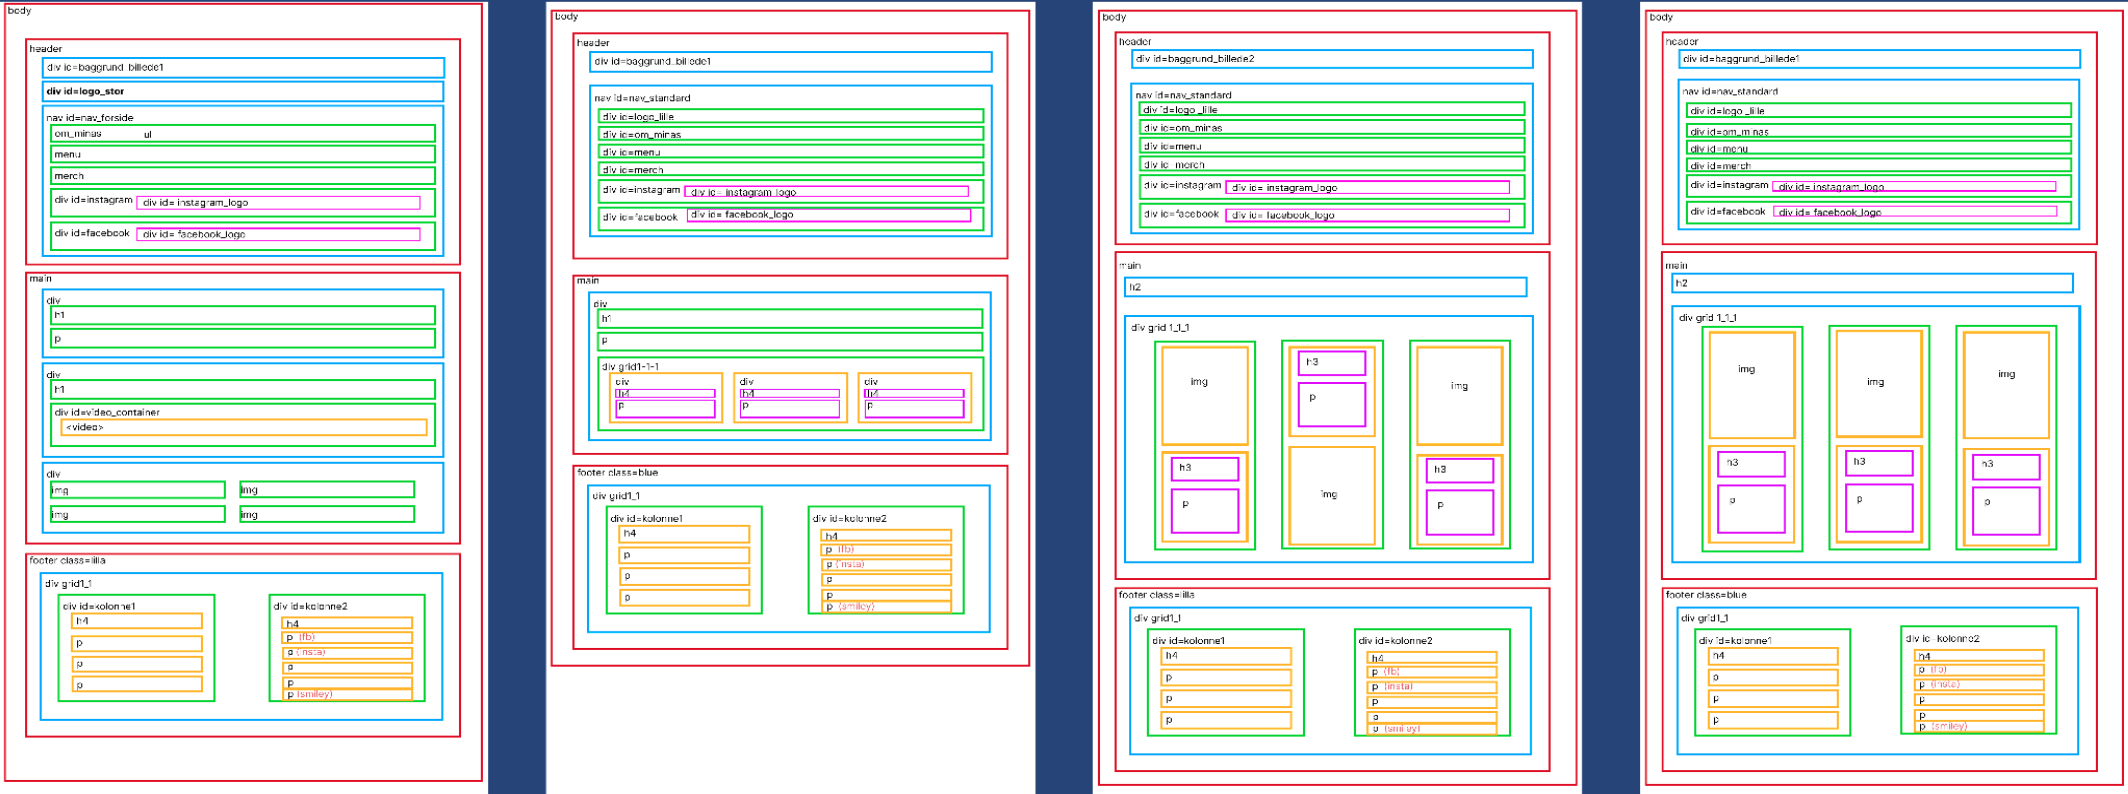 body
header
div id=baggrund_billede1
div id=logo_stor
nav id=nav_forside
om_minas ul
menu
merch
div id=instagram div id= instagram_logo
div id=facebook div id= facebook_logo
main
div
h1
p
div
h1
div id=video_container
<video>
div
img img
img img
footer class=lilla
div grid1_1
div id=kolonne1
h4
p
p
p
div id=kolonne2
h4
p (fb)
p (insta)
p
p
p (smiley)
body
header
div id=baggrund_billede1
nav id=nav_standard
div id=logo_lille
div id=om_minas
div id=menu
div id=merch
div id=instagram div id= instagram_logo
div id=facebook div id= facebook_logo
main
div
h1
p
div grid1-1-1
div div div
h4 h4 h4
p p p
footer class=blue
div grid1_1
div id=kolonne1
h4
p
p
p
div id=kolonne2
h4
p (fb)
p (insta)
p
p
p (smiley)
body
header
div id=baggrund_billede2
nav id=nav_standard
div id=logo_lille
div id=om_minas
div id=menu
div id=merch
div id=instagram div id= instagram_logo
div id=facebook div id= facebook_logo
main
h2
div grid 1_1_1
img
h3
p
h3
p
img
img
h3
p
footer class=lilla
div grid1_1
div id=kolonne1
h4
p
p
p
div id=kolonne2
h4
p (fb)
p (insta)
p
p
p (smiley)
body
header
div id=baggrund_billede1
nav id=nav_standard
div id=logo_lille
div id=om_minas
div id=menu
div id=merch
div id=instagram div id= instagram_logo
div id=facebook div id= facebook_logo
main
h2
div grid 1_1_1
img
h3
p
img
h3
p
img
h3
p
footer class=blue
div grid1_1
div id=kolonne1
h4
p
p
p
div id=kolonne2
h4
p (fb)
p (insta)
p
p
p (smiley)